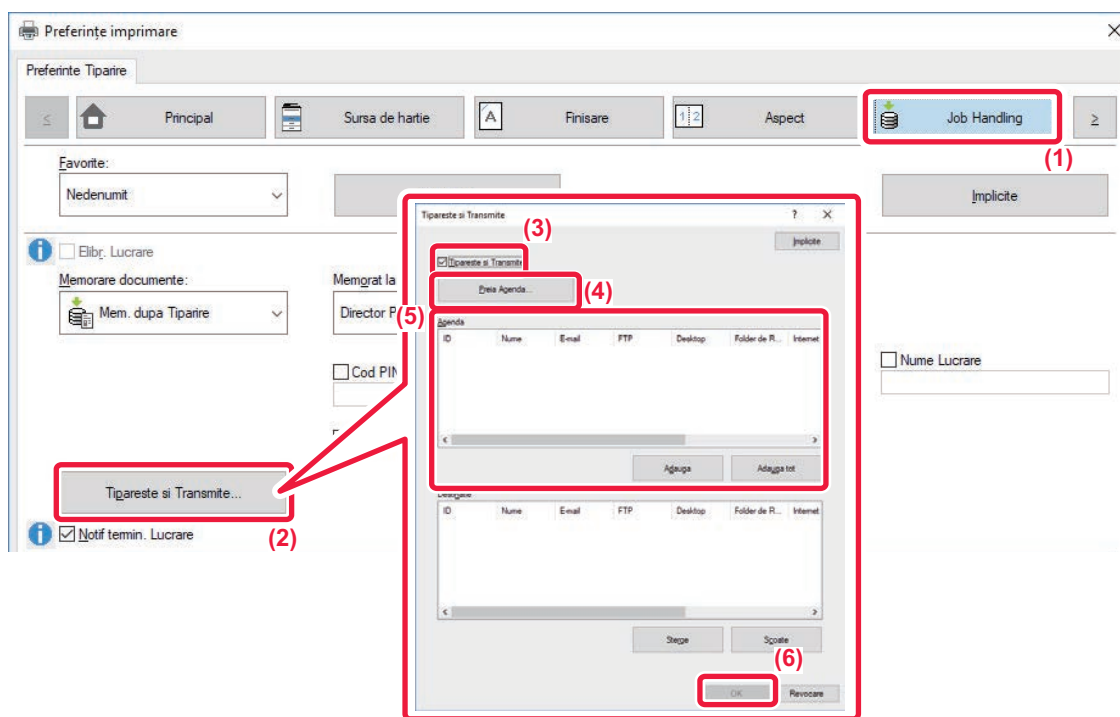 Preferințe imprimare
Preferinte Tiparire
Principal
Sursa de hartie
Finisare
Aspect
Job Handling
(1)
Favorite:
Nedenumit
Implicite
Tipareste si Transmite
(3)
Implicite
Tipareste si Transmite
Preia Agenda...
(4)
Elibr. Lucrare
Memorare documente:
Mem. dupa Tiparire
Memorat la
Director P
(5)
Agenda
ID Nume E-mail FTP Desktop Folder de R... Internet
Cod PIN
Nume Lucrare
Adauga
Adauga tot
Tipareste si Transmite...
(2)
Notif termin. Lucrare
ID Nume E-mail FTP Desktop Folder de R... Internet
Sterge
Scoate
(6)
OK
Revocare